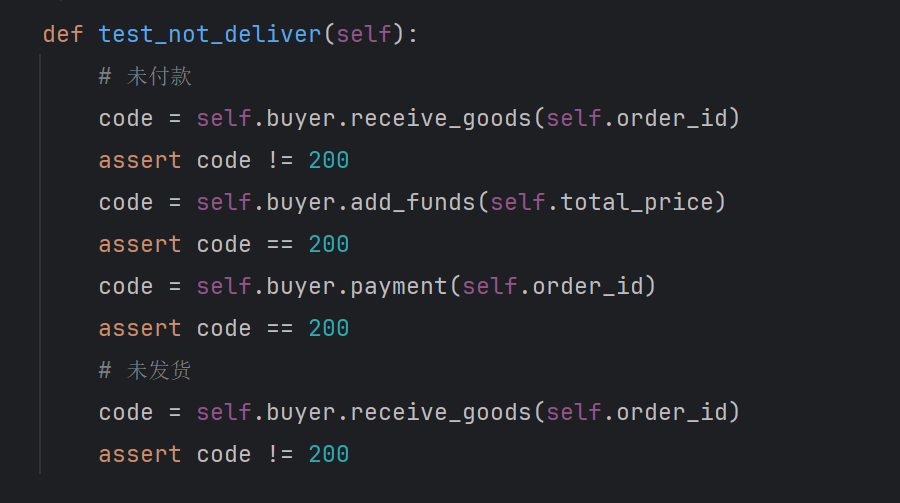 def test_not_deliver(self):
# 未付款
code = self.buyer.receive_goods(self.order_id)
assert code != 200
code = self.buyer.add_funds(self.total_price)
assert code == 200
code = self.buyer.payment(self.order_id)
assert code == 200
# 未发货
code = self.buyer.receive_goods(self.order_id)
assert code != 200